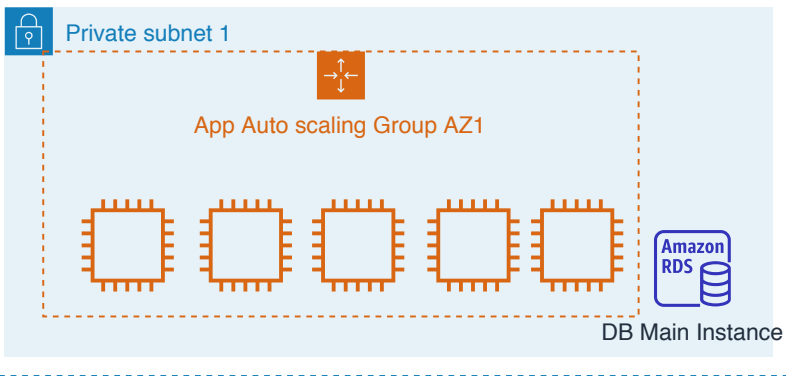 Private subnet 1
App Auto scaling Group AZ1
Amazon
RDS
DB Main Instance